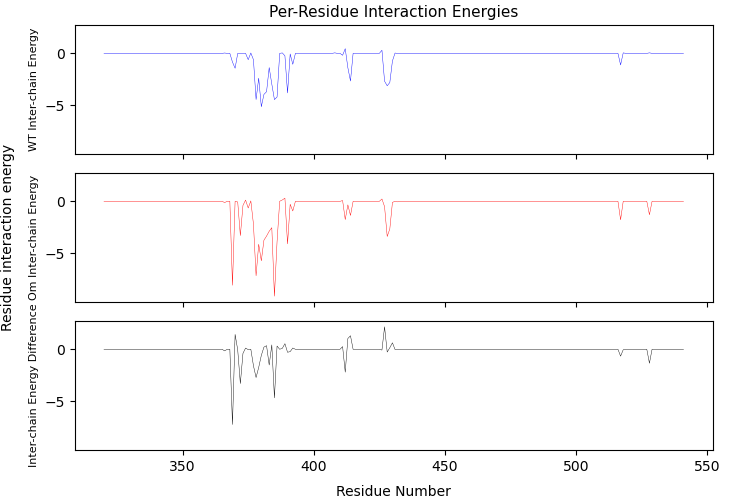 Per-Residue Interaction Energies
Residue interaction energy
WT Inter-chain Energy
0
−5
Om Inter-chain Energy
0
−5
Inter-chain Energy Difference
0
−5
350
400
450
500
550
Residue Number